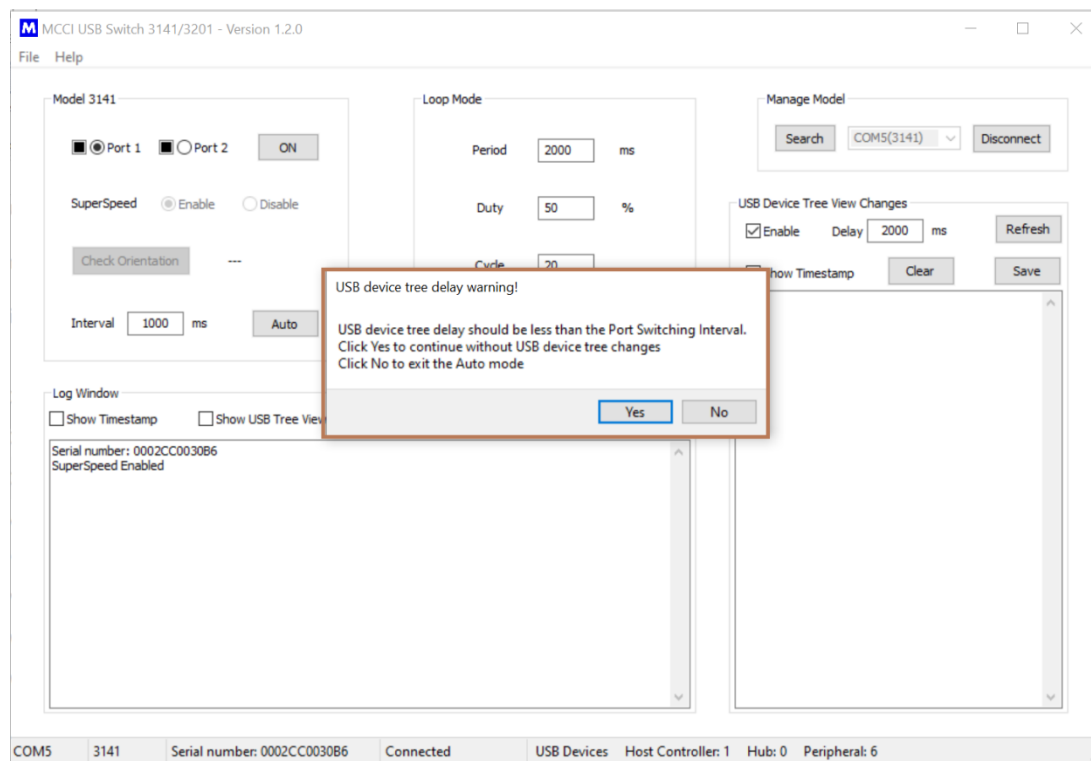 M MCCI USB Switch 3141/3201 - Version 1.2.0
File Help
Model 3141
Port 1 Port 2 ON
SuperSpeed Enable Disable
Check Orientation ---
Interval 1000 ms Auto
Loop Mode
Period 2000 ms
Duty 50 %
Cycle 20
Manage Model
Search COM5(3141) Disconnect
USB Device Tree View Changes
Enable Delay 2000 ms Refresh
how Timestamp Clear Save
USB device tree delay warning!
USB device tree delay should be less than the Port Switching Interval.
Click Yes to continue without USB device tree changes
Click No to exit the Auto mode
Yes No
Log Window
Show Timestamp Show USB Tree View
Serial number: 0002CC0030B6
SuperSpeed Enabled
COM5 3141 Serial number: 0002CC0030B6 Connected USB Devices Host Controller: 1 Hub: 0 Peripheral: 6